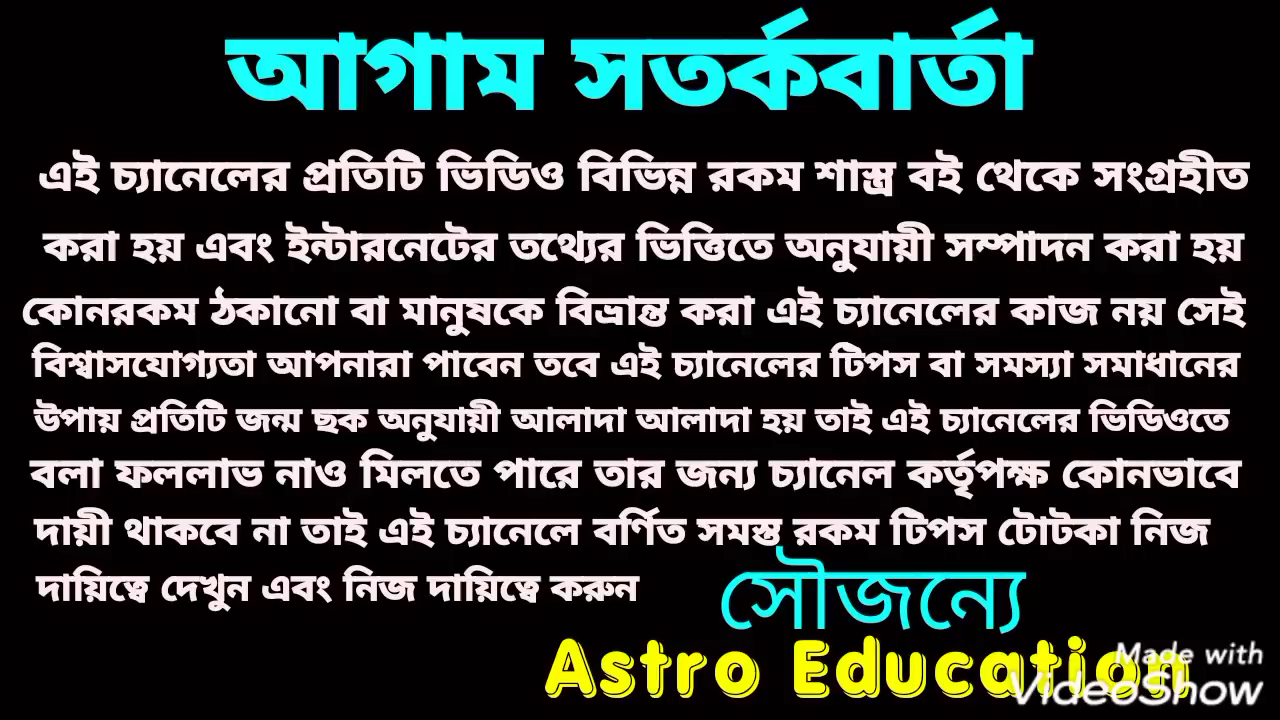 আগাম সতর্কবার্তা
এই চ্যানেলের প্রতিটি ভিডিও বিভিন্ন রকম শাস্ত্র বই থেকে সংগ্রহীত
করা হয় এবং ইন্টারনেটের তথ্যের ভিত্তিতে অনুযায়ী সম্পাদন করা হয়
কোনরকম ঠকানো বা মানুষকে বিভ্রান্ত করা এই চ্যানেলের কাজ নয় সেই
বিশ্বাসযোগ্যতা আপনারা পাবেন তবে এই চ্যানেলের টিপস বা সমস্যা সমাধানের
উপায় প্রতিটি জন্ম ছক অনুযায়ী আলাদা আলাদা হয় তাই এই চ্যানেলের ভিডিওতে
বলা ফললাভ নাও মিলতে পারে তার জন্য চ্যানেল কর্তৃপক্ষ কোনভাবে
দায়ী থাকবে না তাই এই চ্যানেলে বর্ণিত সমস্ত রকম টিপস টোটকা নিজ
দায়িত্বে দেখুন এবং নিজ দায়িত্বে করুন
সৌজন্যে
Astro Education
Made with
VideoShow